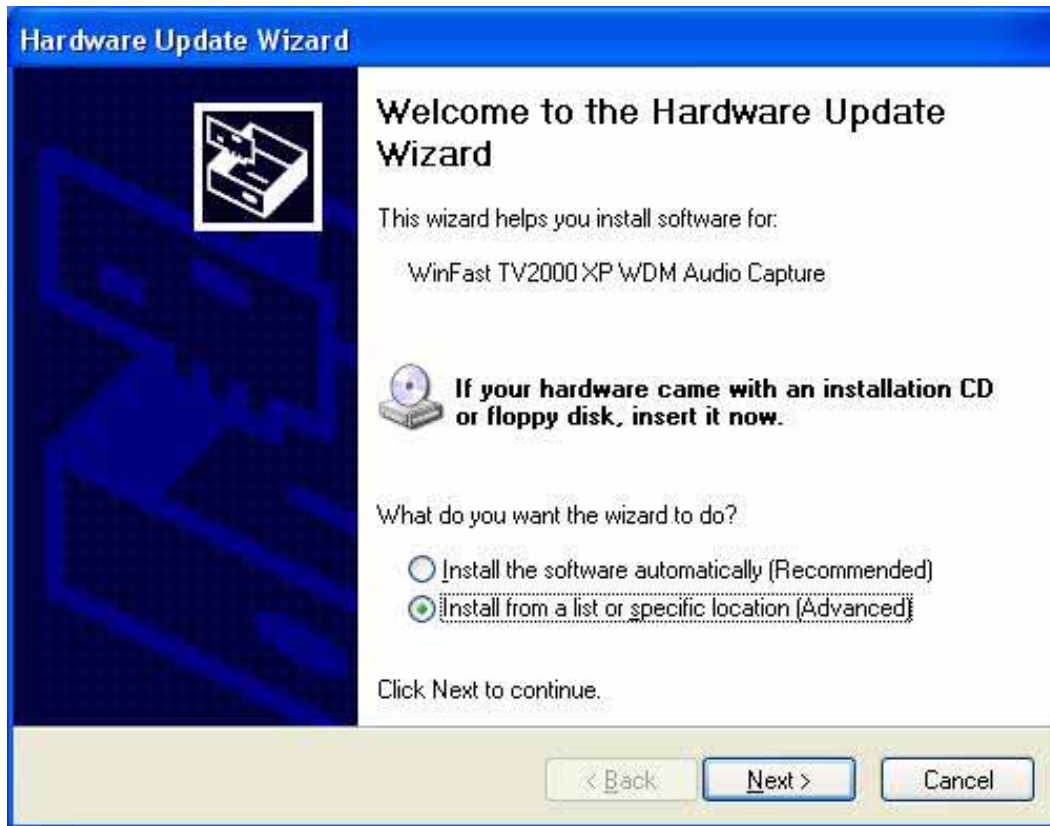 Hardware Update Wizard
Welcome to the Hardware Update
Wizard
This wizard helps you install software for:
WinFast TV2000 XP WDM Audio Capture
If your hardware came with an installation CD
or floppy disk, insert it now.
What do you want the wizard to do?
Install the software automatically (Recommended)
Install from a list or specific location (Advanced)
Click Next to continue.
< Back
Next >
Cancel